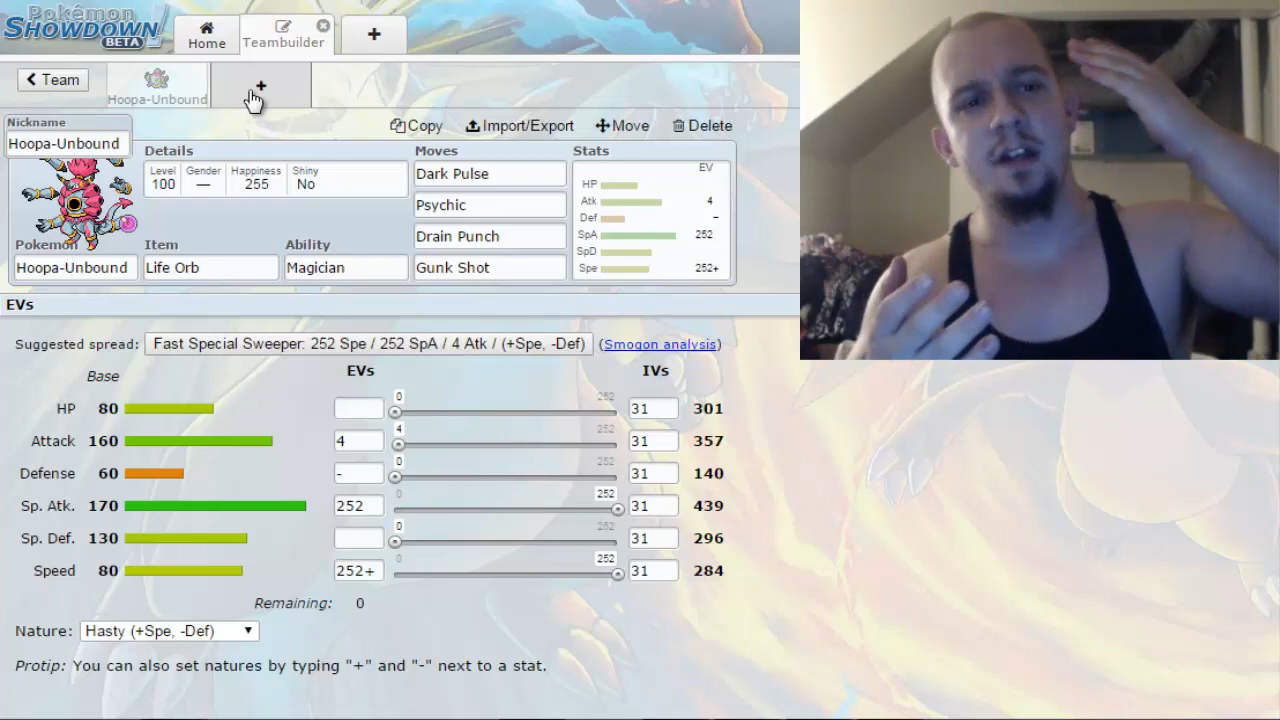 Pokémon
SHOWDOWN!
BETA
Home
Teambuilder
+
Team
Hoopa-Unbound
+
Nickname
Hoopa-Unbound
Copy
Import/Export
Move
Delete
Details
Level
100
Gender
—
Happiness
255
Shiny
No
Pokemon
Hoopa-Unbound
Item
Life Orb
Ability
Magician
Moves
Dark Pulse
Psychic
Drain Punch
Gunk Shot
Stats
EV
HP
Atk 4
Def -
SpA 252
SpD
Spe 252+
EVs
Suggested spread: Fast Special Sweeper: 252 Spe / 252 SpA / 4 Atk / (+Spe, -Def) (Smogon analysis)
Base EVs IVs
HP 80 0 252 31 301
Attack 160 4 4 252 31 357
Defense 60 - 0 252 31 140
Sp. Atk. 170 252 0 252 31 439
Sp. Def. 130 0 252 31 296
Speed 80 252+ 0 252 31 284
Remaining: 0
Nature: Hasty (+Spe, -Def)
Protip: You can also set natures by typing "+" and "-" next to a stat.